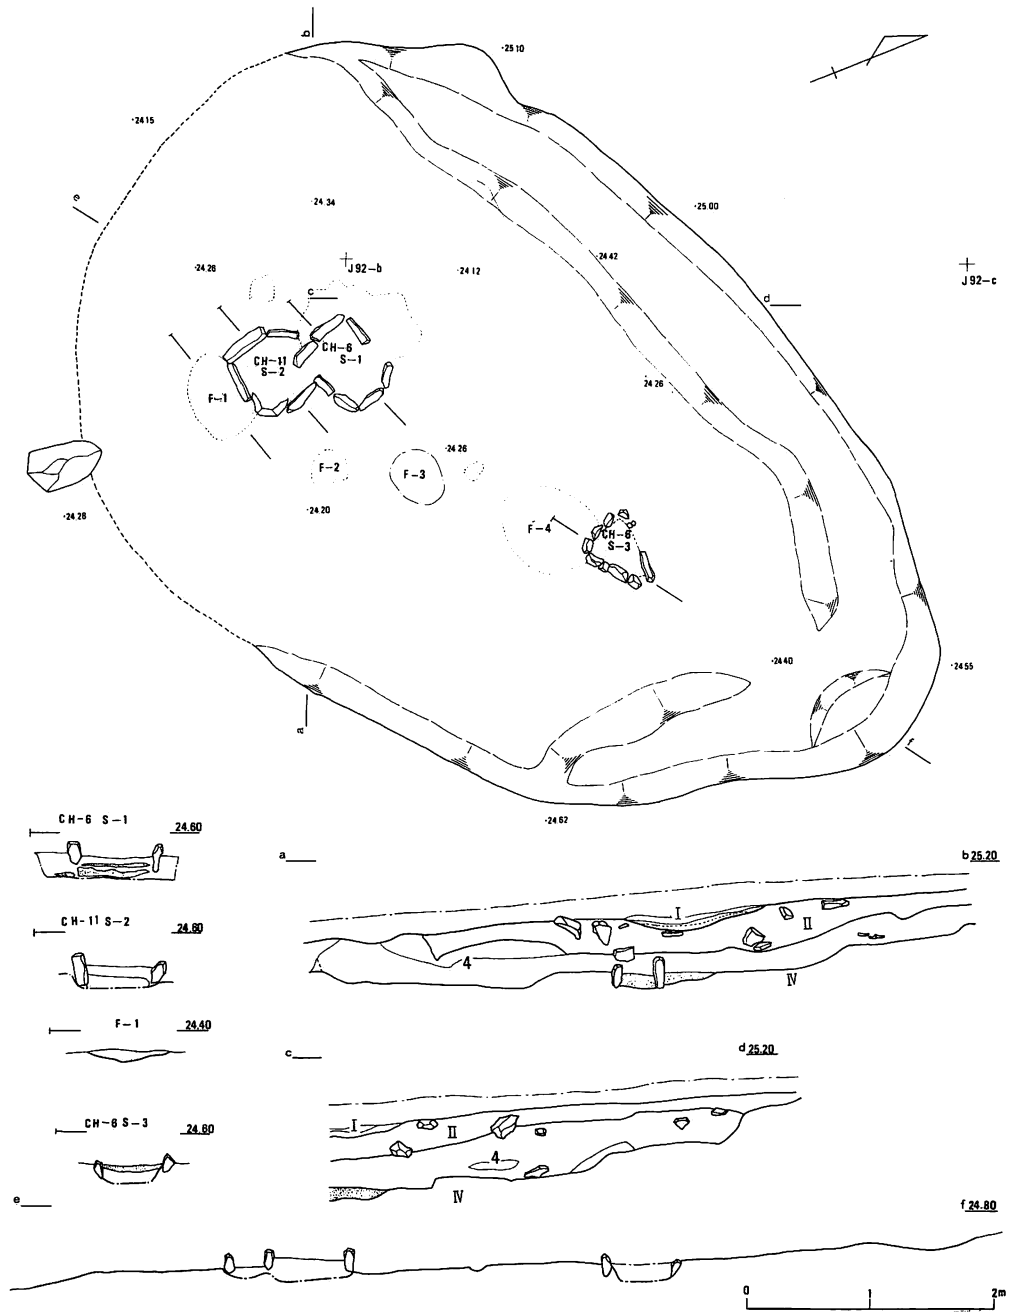 b
·25.10
·24.15
e
·25.00
·24.34
·24.42
J92-b
·24.26
·24.12
J92-c
c
d
CH-6
S-1
CH-11
S-2
·24.26
F-1
·24.26
F-2
F-3
·24.20
·24.28
F-4
CH-6
S-3
·24.40
·24.55
a
f
·24.62
CH-6 S-1
24.60
a
b 25.20
I
II
4
IV
CH-11 S-2
24.60
F-1
24.40
c
d 25.20
I
II
4
IV
CH-6 S-3
24.60
e
f 24.80
0 1 2m